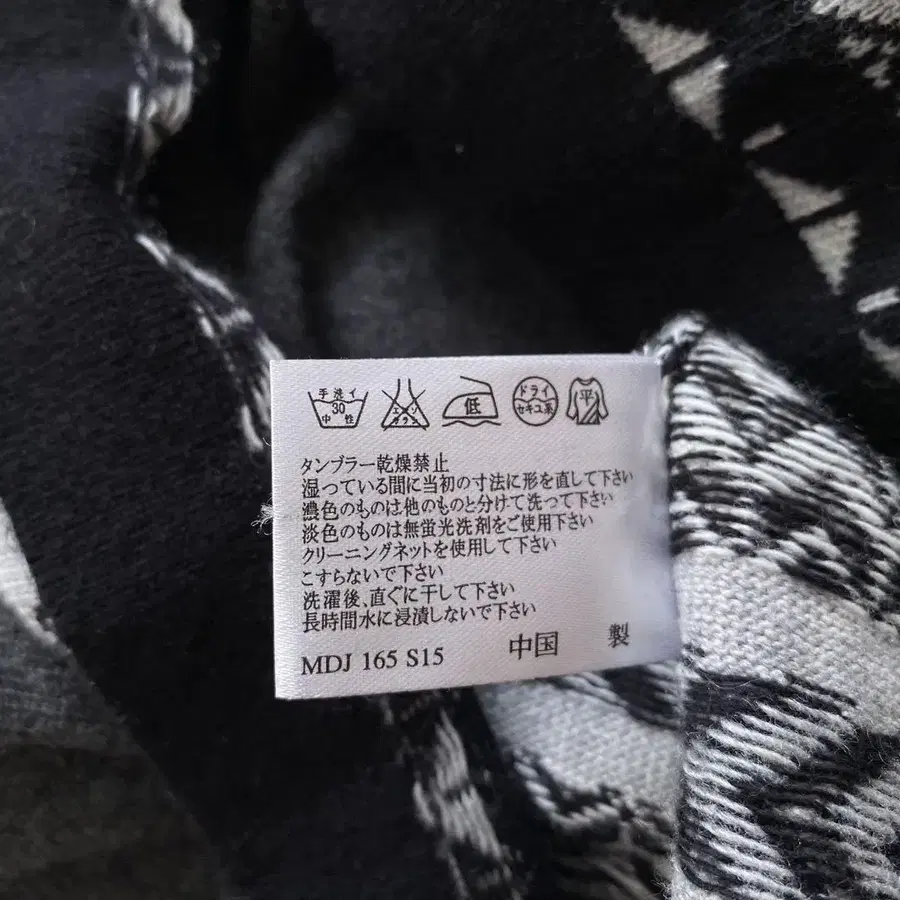 手洗イ 30 中性 エンソ サラシ 低 ドライ セキユ系 平
タンブラー乾燥禁止
湿っている間に当初の寸法に形を直して下さい
濃色のものは他のものと分けて洗って下さい
淡色のものは無蛍光洗剤をご使用下さい
クリーニングネットを使用して下さい
こすらないで下さい
洗濯後、直ぐに干して下さい
長時間水に浸漬しないで下さい
MDJ 165 S15 中国 製